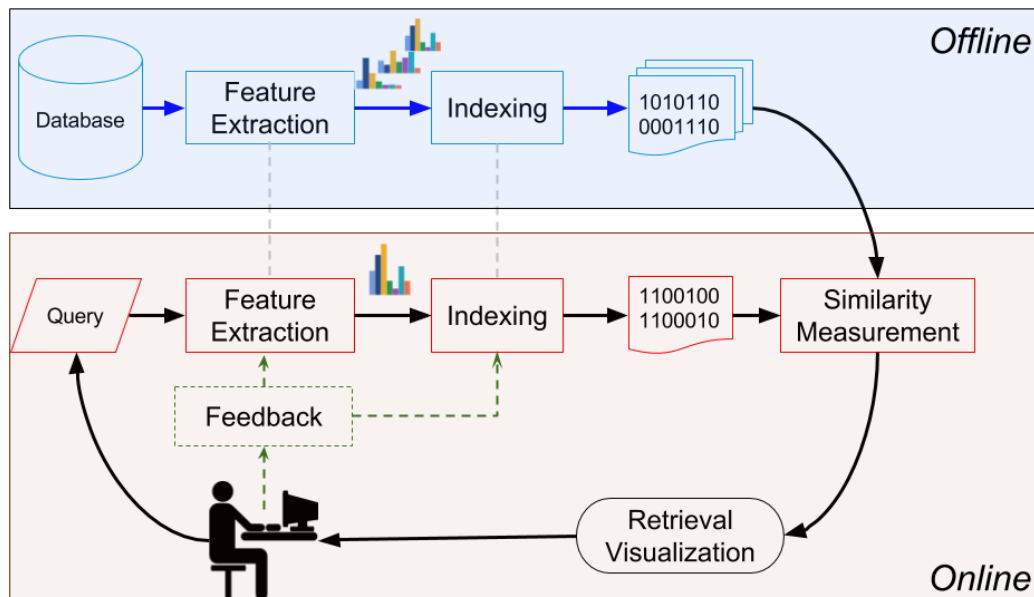 Offline
Database
Feature
Extraction
Indexing
1010110
0001110
Query
Feature
Extraction
Indexing
1100100
1100010
Similarity
Measurement
Feedback
Retrieval
Visualization
Online